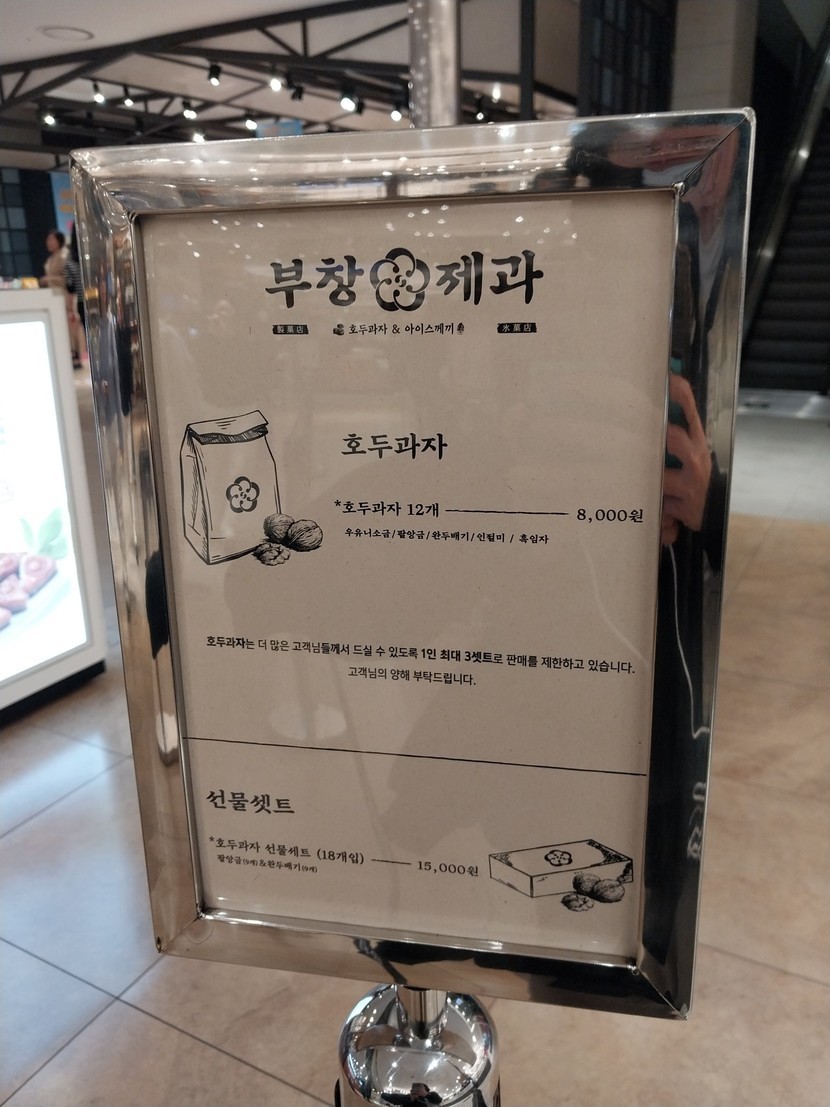 부창제과
製菓店 호두과자 & 아이스께끼 氷菓店
호두과자
*호두과자 12개 8,000원
우유니소금/팥앙금/완두배기/인절미 / 흑임자
호두과자는 더 많은 고객님들께서 드실 수 있도록 1인 최대 3셋트로 판매를 제한하고 있습니다.
고객님의 양해 부탁드립니다.
선물셋트
*호두과자 선물세트 (18개입) 15,000원
팥앙금(9개)&완두배기(9개)